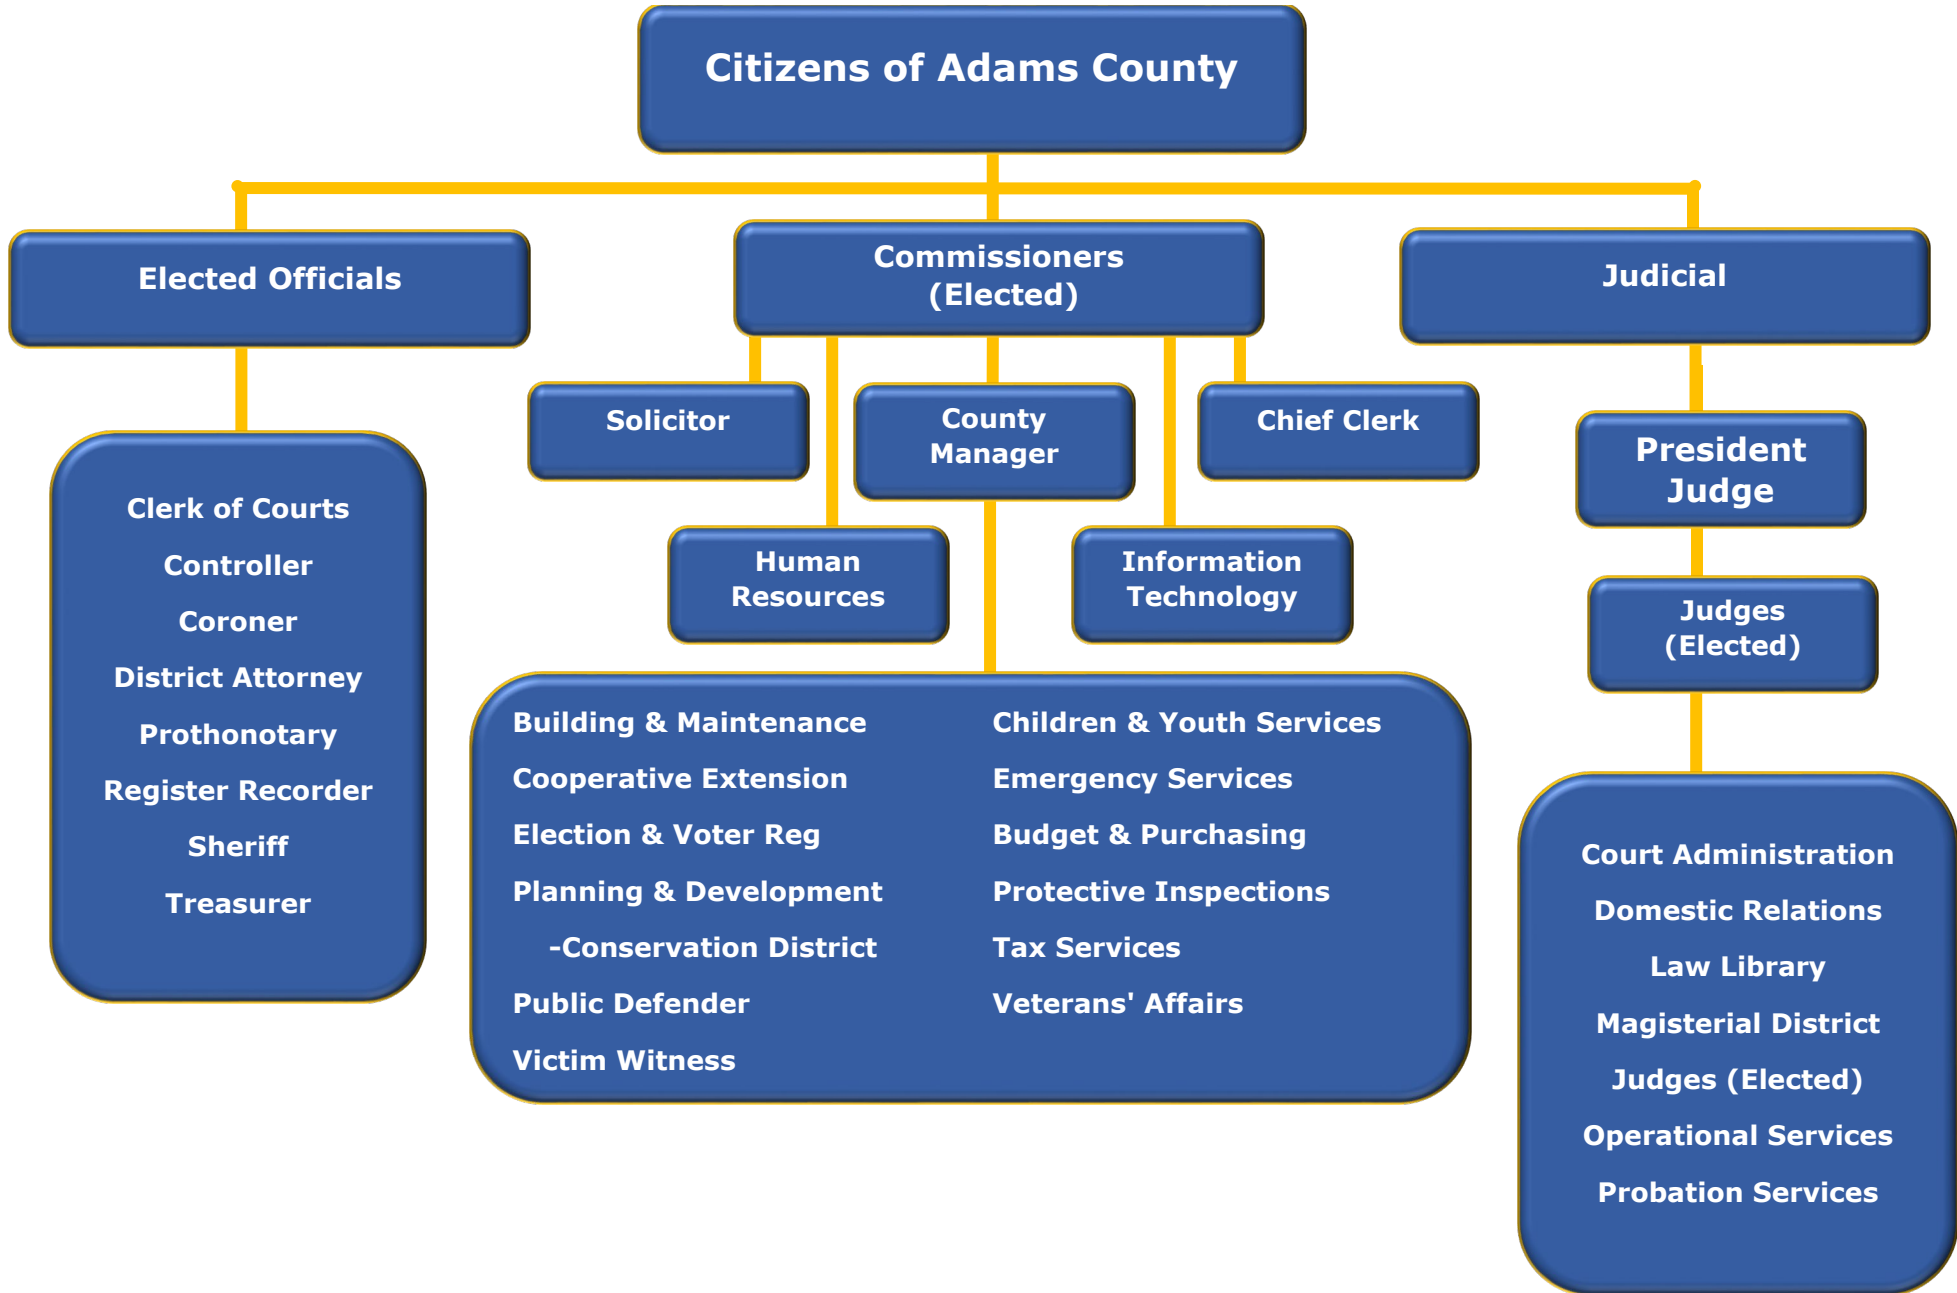 Citizens of Adams County
Elected Officials
Commissioners
(Elected)
Judicial
Solicitor
County
Manager
Chief Clerk
President
Judge
Human
Resources
Information
Technology
Judges
(Elected)
Clerk of Courts
Controller
Coroner
District Attorney
Prothonotary
Register Recorder
Sheriff
Treasurer
Building & Maintenance
Cooperative Extension
Election & Voter Reg
Planning & Development
-Conservation District
Public Defender
Victim Witness
Children & Youth Services
Emergency Services
Budget & Purchasing
Protective Inspections
Tax Services
Veterans' Affairs
Court Administration
Domestic Relations
Law Library
Magisterial District
Judges (Elected)
Operational Services
Probation Services